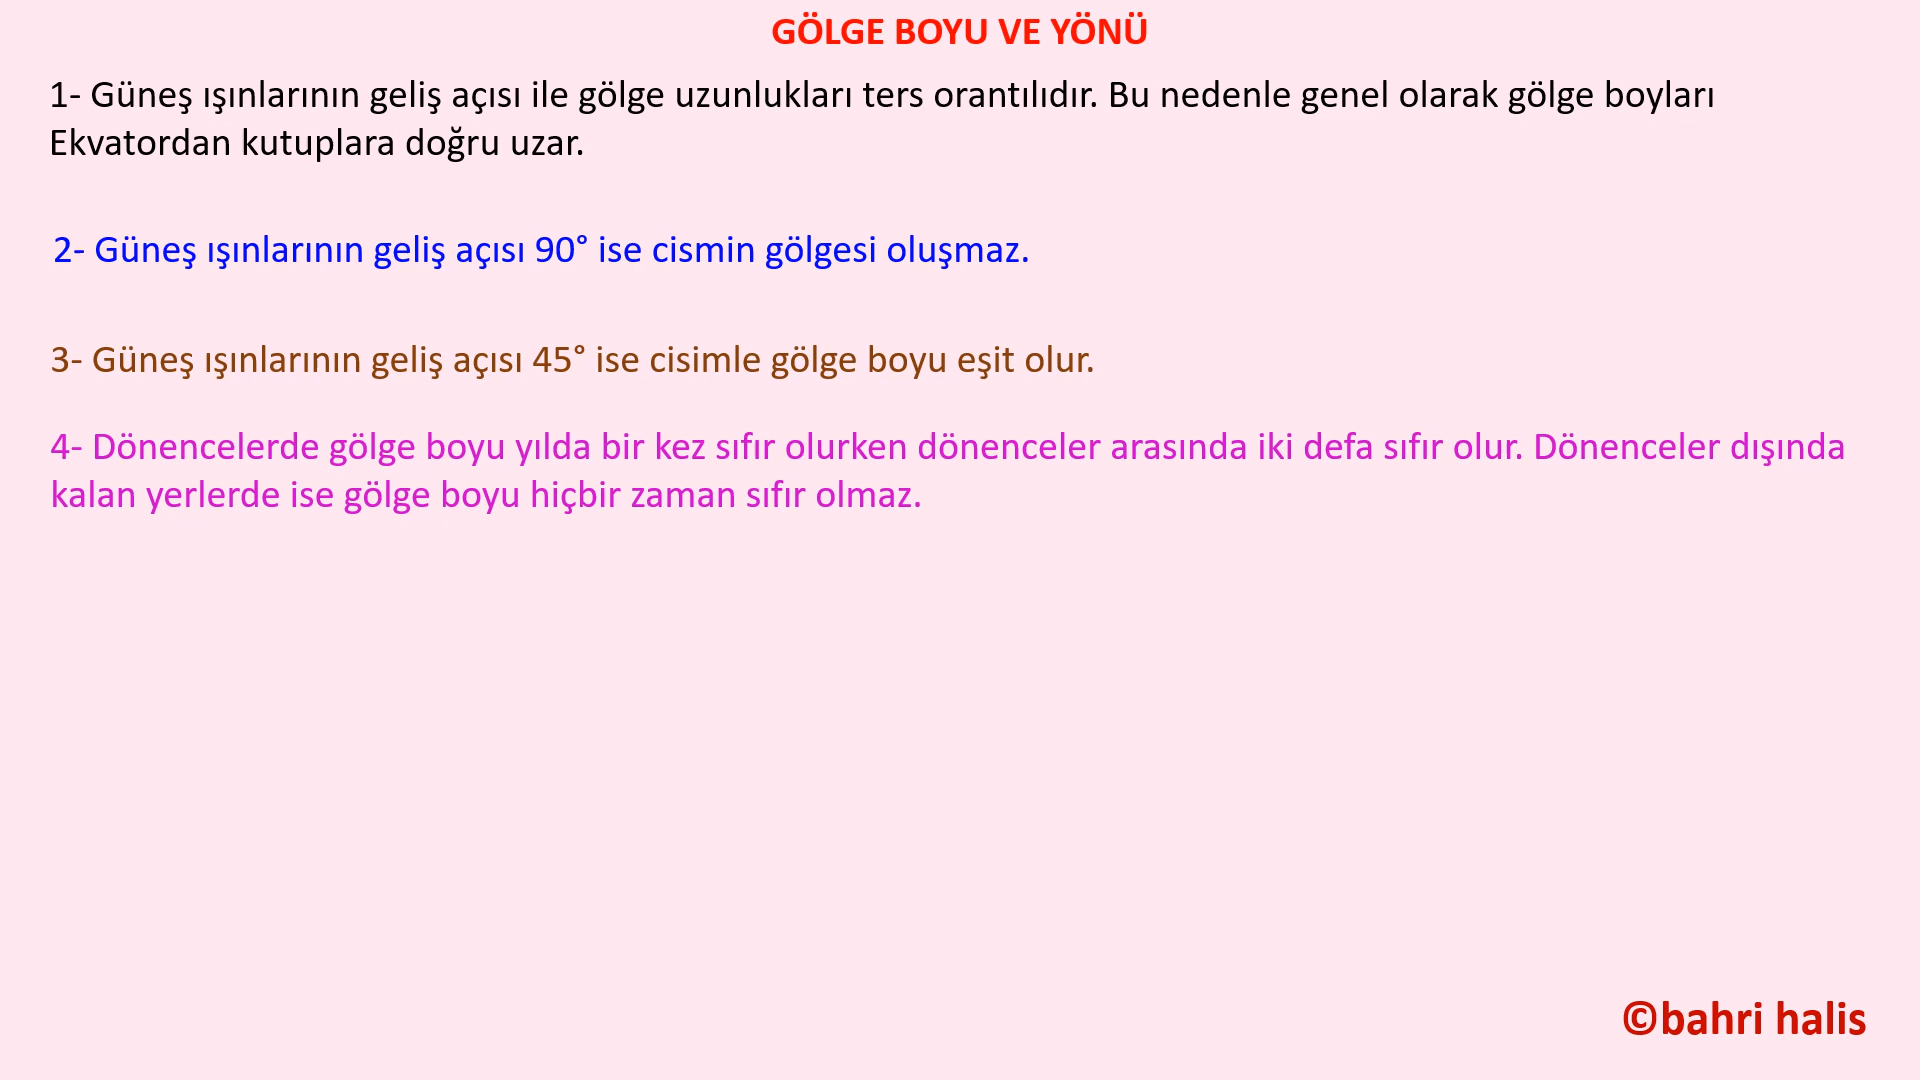 GÖLGE BOYU VE YÖNÜ
1- Güneş ışınlarının geliş açısı ile gölge uzunlukları ters orantılıdır. Bu nedenle genel olarak gölge boyları
Ekvatordan kutuplara doğru uzar.
2- Güneş ışınlarının geliş açısı 90° ise cismin gölgesi oluşmaz.
3- Güneş ışınlarının geliş açısı 45° ise cisimle gölge boyu eşit olur.
4- Dönencelerde gölge boyu yılda bir kez sıfır olurken dönenceler arasında iki defa sıfır olur. Dönenceler dışında
kalan yerlerde ise gölge boyu hiçbir zaman sıfır olmaz.
©bahri halis